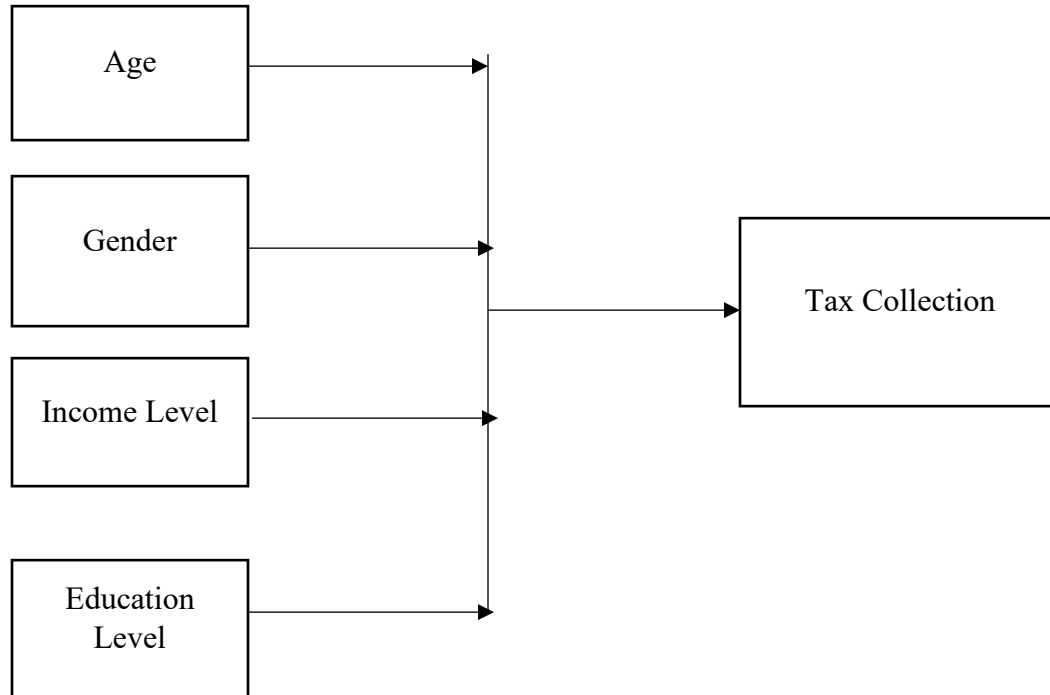 Age
Gender
Tax Collection
Income Level
Education
Level